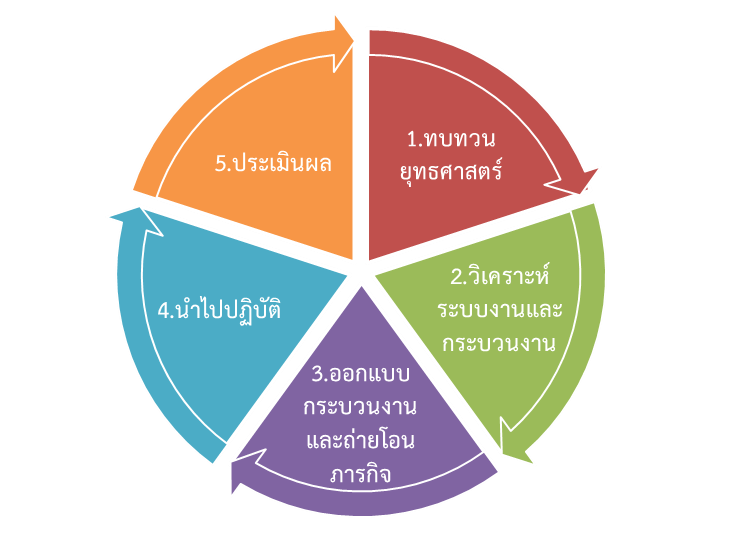 1.ทบทวน
ยุทธศาสตร์
2.วิเคราะห์
ระบบงานและ
กระบวนงาน
3.ออกแบบ
กระบวนงาน
และถ่ายโอน
ภารกิจ
4.นำไปปฏิบัติ
5.ประเมินผล